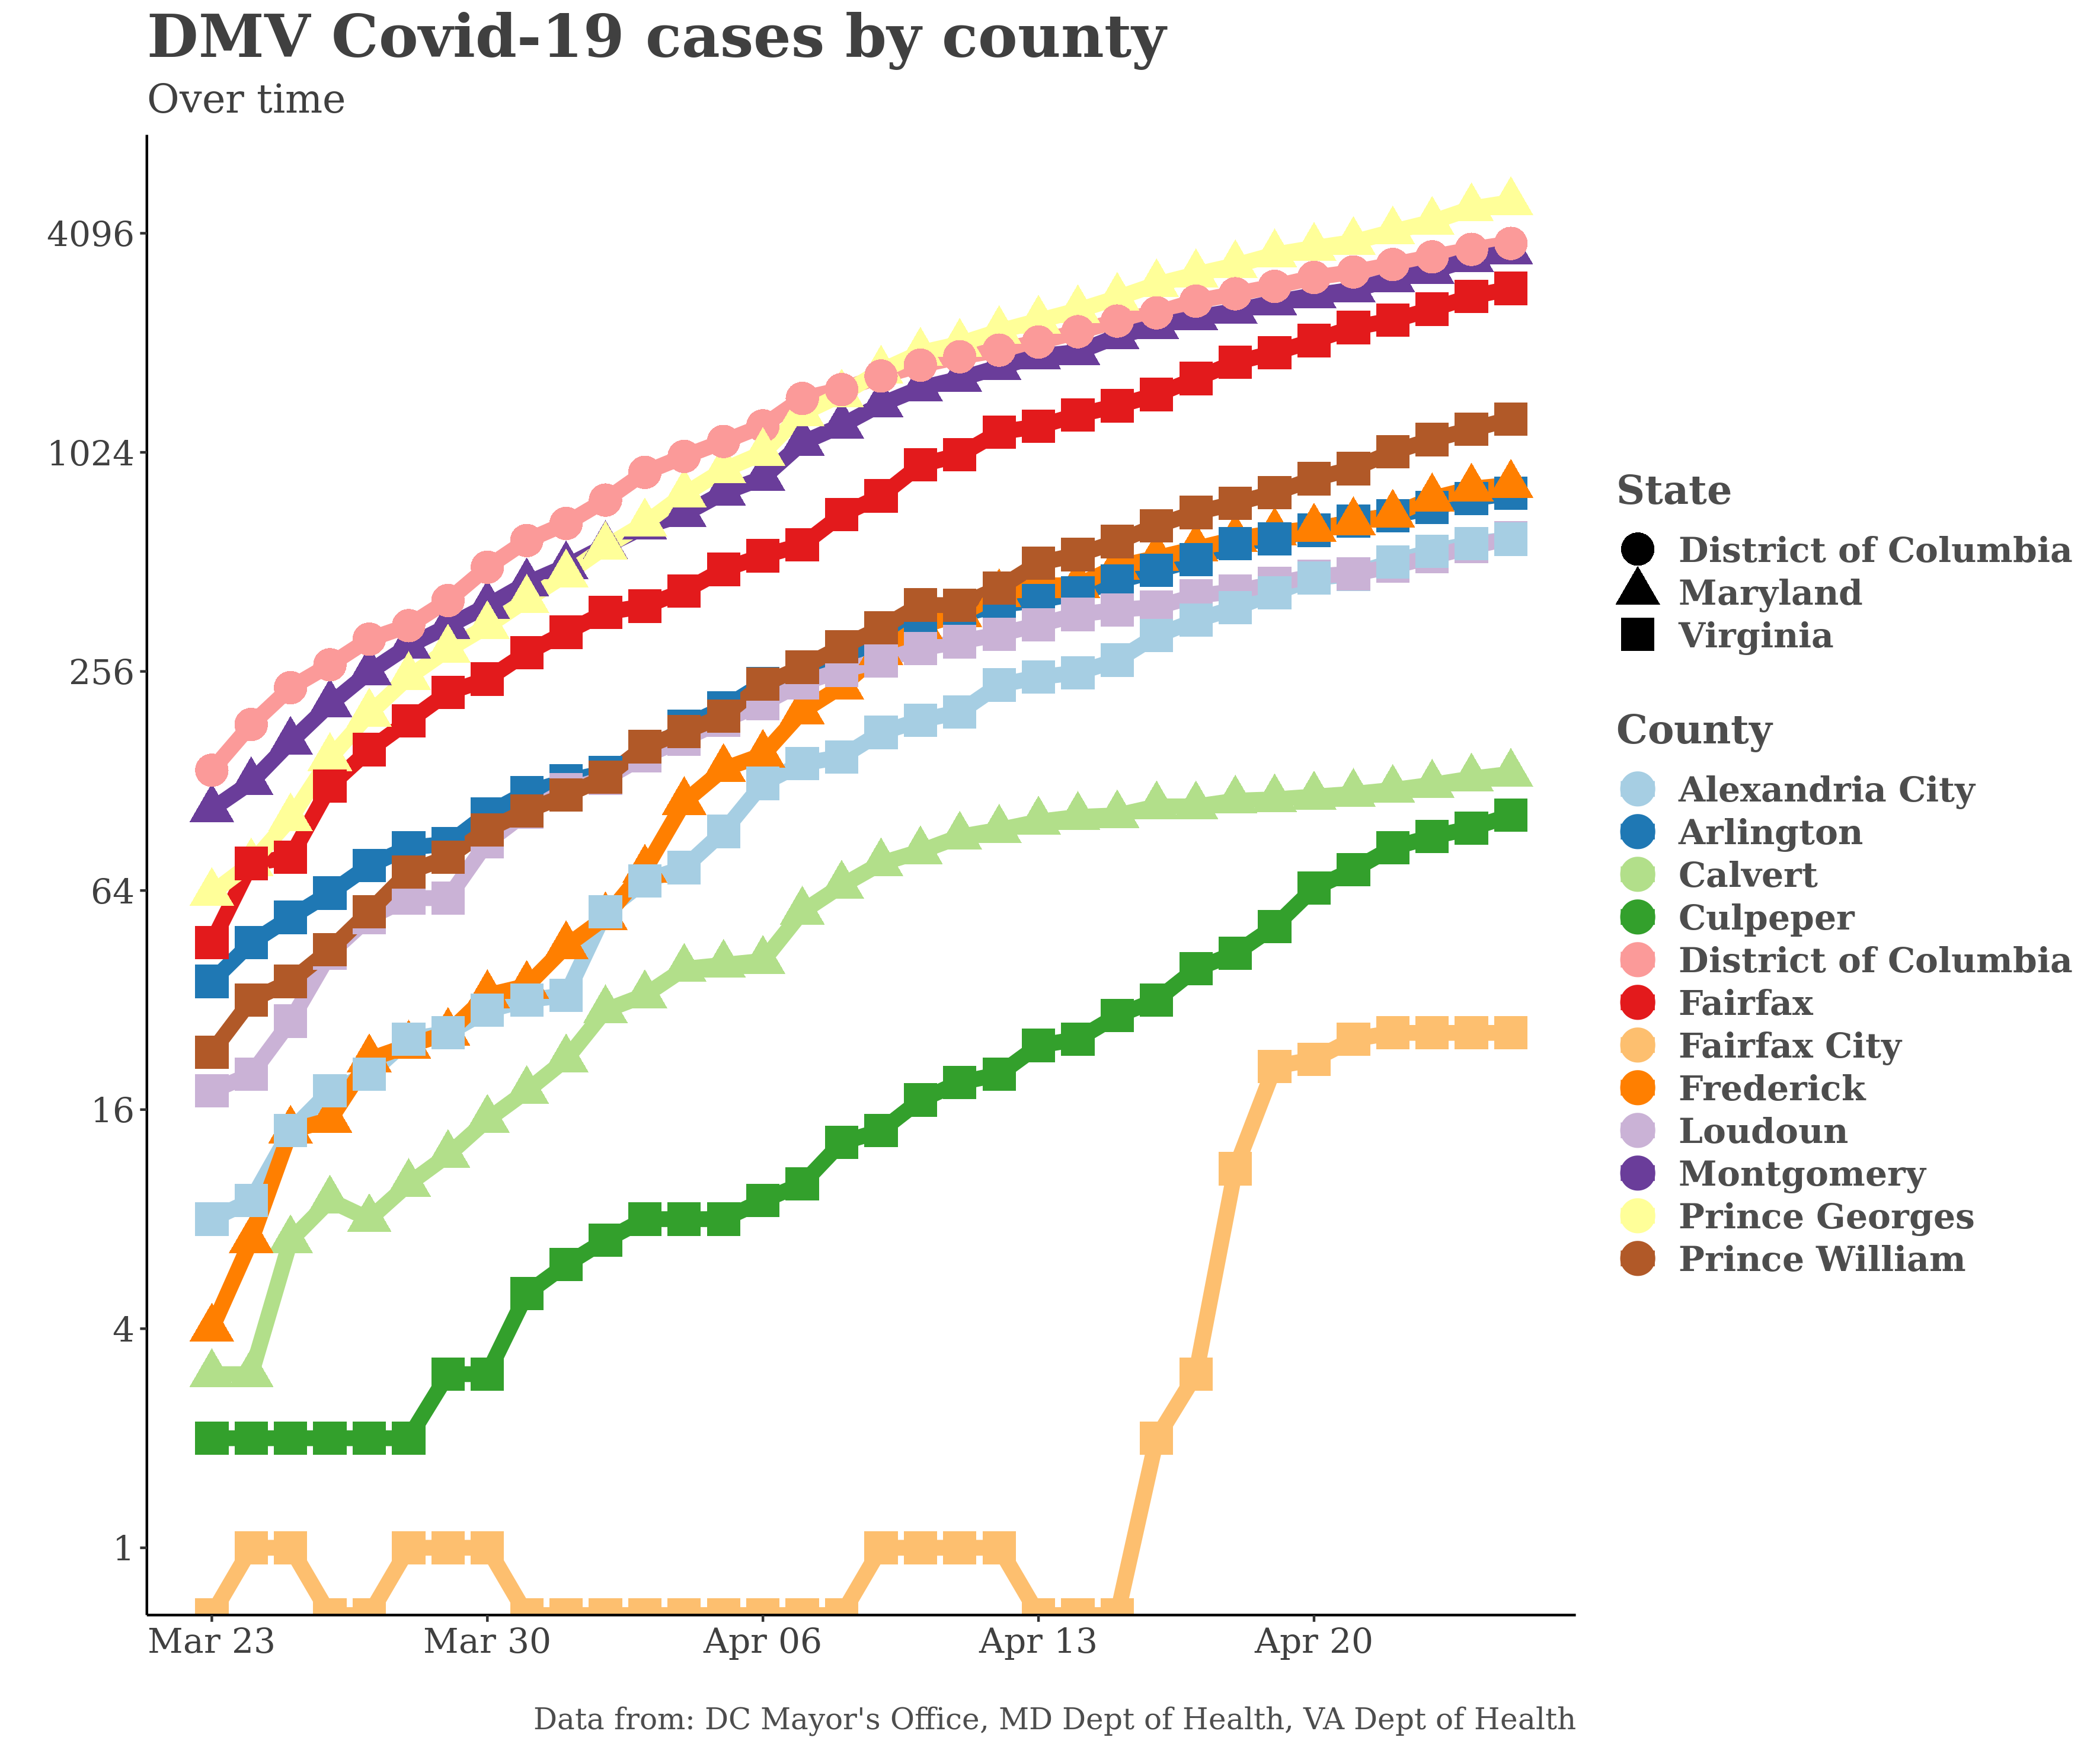 DMV Covid-19 cases by county
Over time
4096
1024
256
64
16
4
1
Mar 23
Mar 30
Apr 06
Apr 13
Apr 20
State
District of Columbia
Maryland
Virginia
County
Alexandria City
Arlington
Calvert
Culpeper
District of Columbia
Fairfax
Fairfax City
Frederick
Loudoun
Montgomery
Prince Georges
Prince William
Data from: DC Mayor's Office, MD Dept of Health, VA Dept of Health